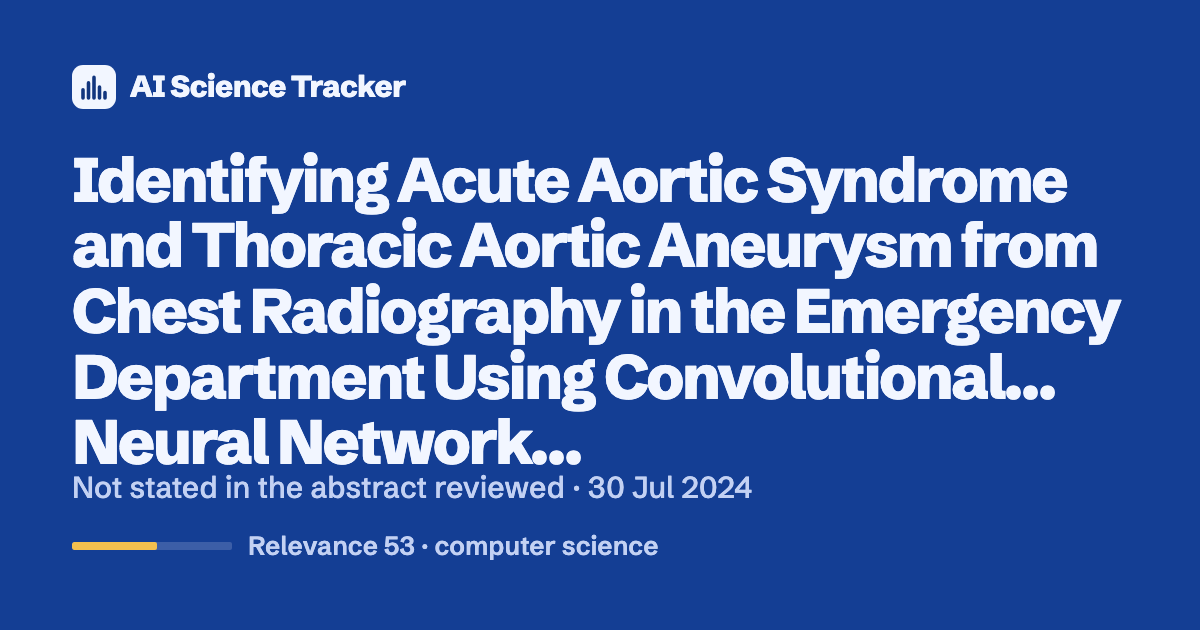 AI Science Tracker
Identifying Acute Aortic Syndrome
and Thoracic Aortic Aneurysm from
Chest Radiography in the Emergency
Department Using Convolutional...
Neural Network...
Not stated in the abstract reviewed · 30 Jul 2024
Relevance 53 · computer science